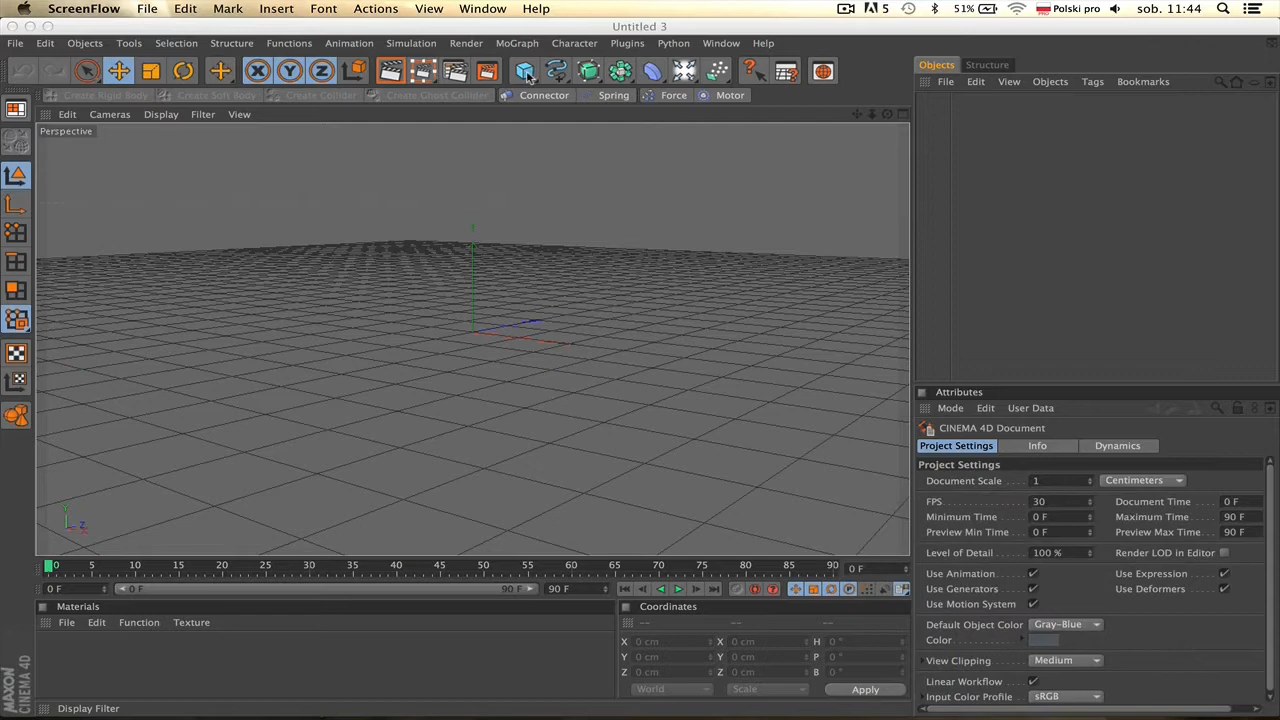 ScreenFlow File Edit Mark Insert Font Actions View Window Help 5 51% Polski pro sob. 11:44
Untitled 3
File Edit Objects Tools Selection Structure Functions Animation Simulation Render MoGraph Character Plugins Python Window Help
Create Rigid Body Create Soft Body Create Collider Create Ghost Collider Connector Spring Force Motor
Edit Cameras Display Filter View
Perspective
Y
Z
X
0 5 10 15 20 25 30 35 40 45 50 55 60 65 70 75 80 85 90 0 F
0 F 0 F 90 F 90 F
Materials
Edit Function Texture
File
Coordinates
-- -- --
X 0 cm X 0 cm H 0 °
Y 0 cm Y 0 cm P 0 °
Z 0 cm Z 0 cm B 0 °
World Scale Apply
Display Filter
MAXON
CINEMA 4D
Objects Structure
File Edit View Objects Tags Bookmarks
Attributes
Mode Edit User Data
CINEMA 4D Document
Project Settings Info Dynamics
Project Settings
Document Scale 1 Centimeters
FPS 30 Document Time 0 F
Minimum Time 0 F Maximum Time 90 F
Preview Min Time 0 F Preview Max Time 90 F
Level of Detail 100 % Render LOD in Editor
Use Animation Use Expression
Use Generators Use Deformers
Use Motion System
Default Object Color Gray-Blue
Color
View Clipping Medium
Linear Workflow
Input Color Profile sRGB